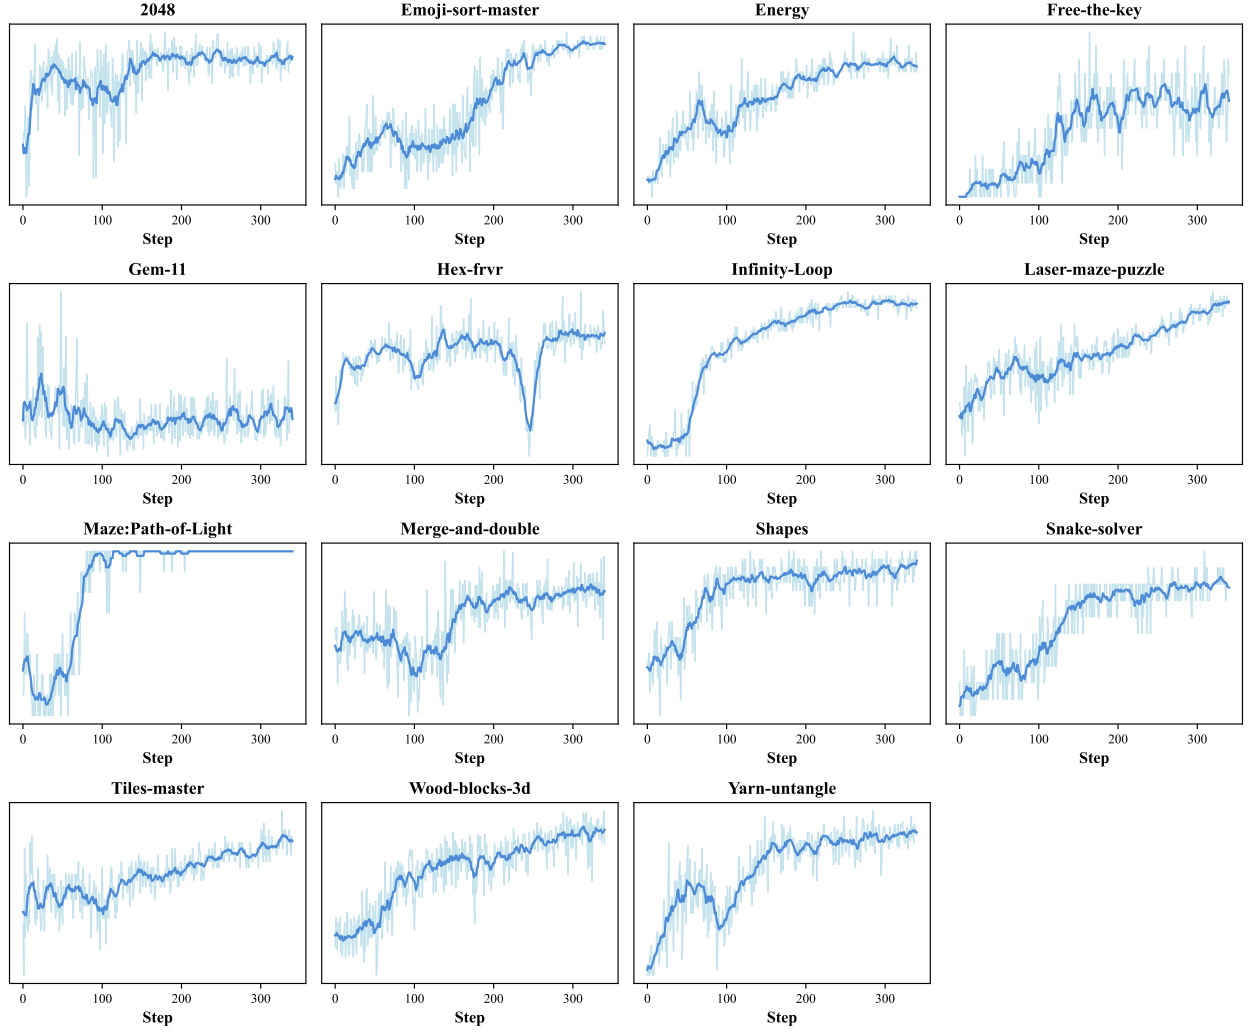 2048 Emoji-sort-master Energy Free-the-key
0 100 200 300 0 100 200 300 0 100 200 300 0 100 200 300
Step Step Step Step
Gem-11 Hex-frvr Infinity-Loop Laser-maze-puzzle
0 100 200 300 0 100 200 300 0 100 200 300 0 100 200 300
Step Step Step Step
Maze:Path-of-Light Merge-and-double Shapes Snake-solver
0 100 200 300 0 100 200 300 0 100 200 300 0 100 200 300
Step Step Step Step
Tiles-master Wood-blocks-3d Yarn-untangle
0 100 200 300 0 100 200 300 0 100 200 300
Step Step Step